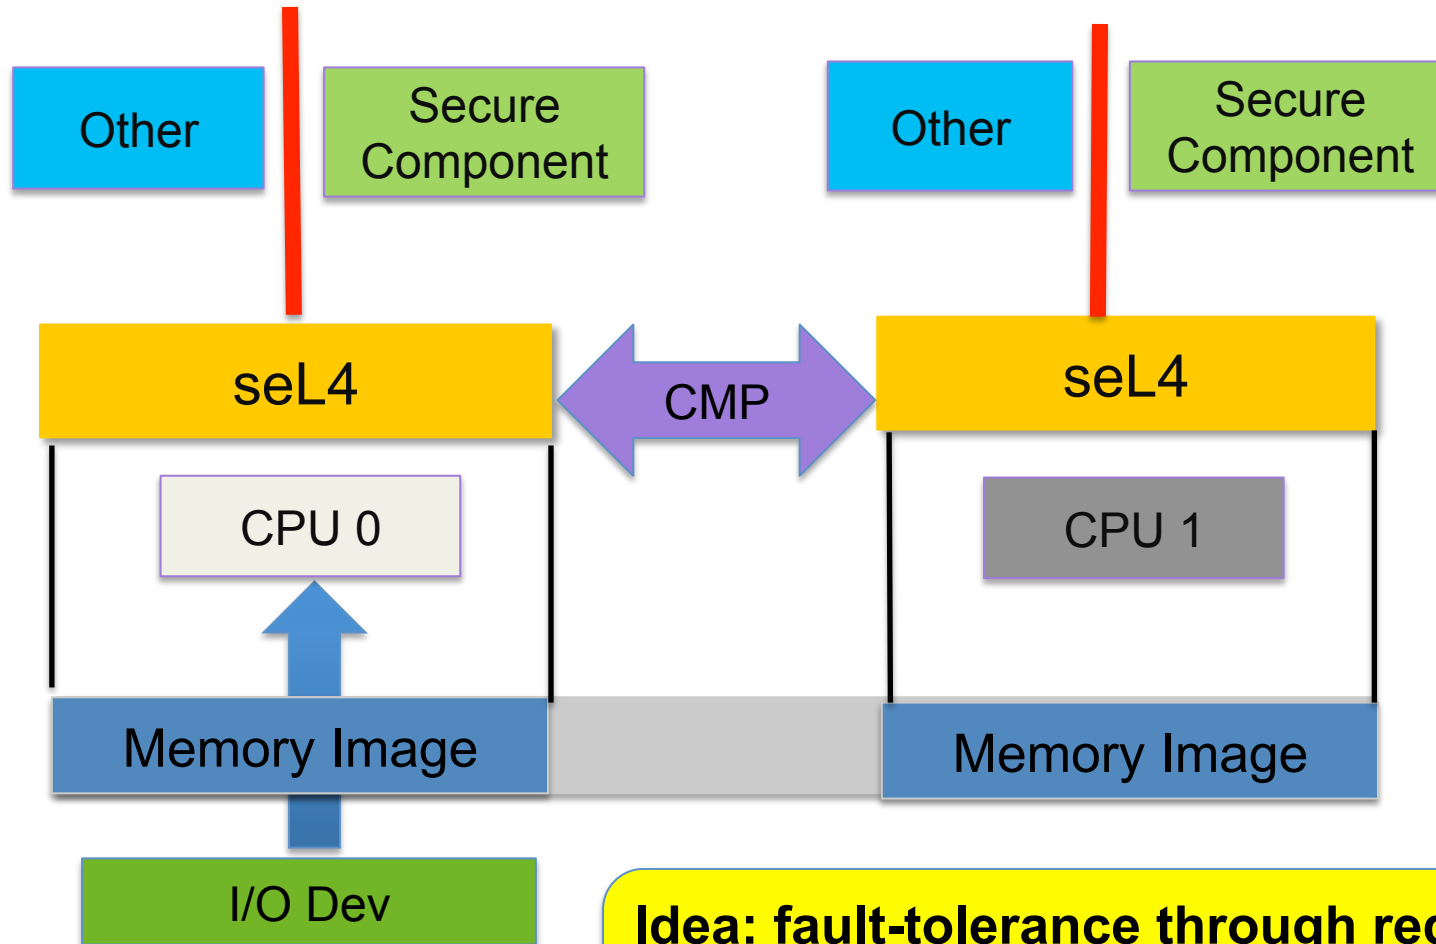 Other
Secure
Component
Other
Secure
Component
seL4
CMP
seL4
CPU 0
CPU 1
Memory Image
Memory Image
I/O Dev
Idea: fault-tolerance through